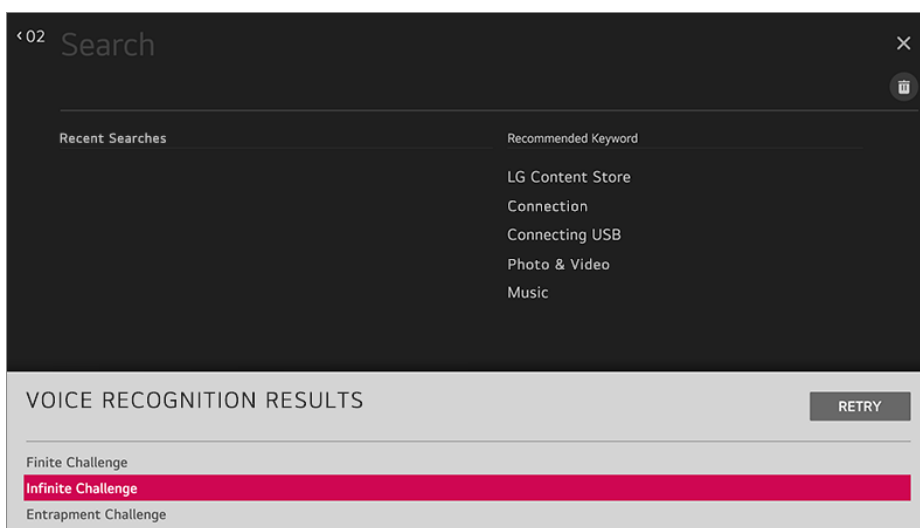 ‹02 Search
Recent Searches
Recommended Keyword
LG Content Store
Connection
Connecting USB
Photo & Video
Music
VOICE RECOGNITION RESULTS
RETRY
Finite Challenge
Infinite Challenge
Entrapment Challenge